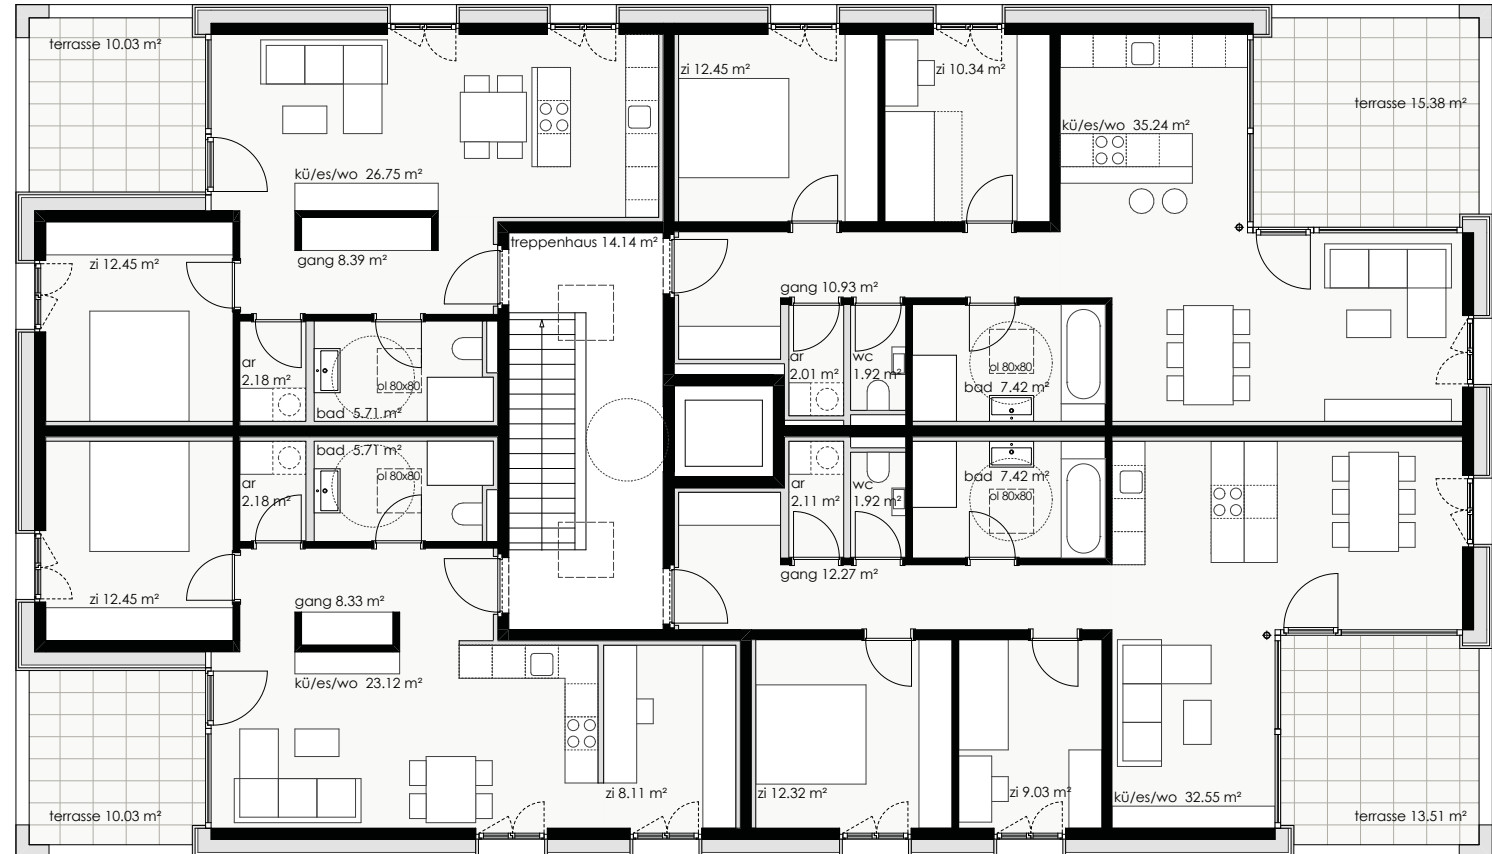 terrasse 10.03 m²
zi 12.45 m²
zi 10.34 m²
terrasse 15.38 m²
kü/es/wo 35.24 m²
kü/es/wo 26.75 m²
treppenhaus 14.14 m²
gang 8.39 m²
zi 12.45 m²
gang 10.93 m²
ar
2.18 m²
ol 80x80
bad 5.71 m²
ar
2.01 m²
wc
1.92 m²
ol 80x80
bad 7.42 m²
bad 5.71 m²
ol 80x80
ar
2.18 m²
ar
2.11 m²
wc
1.92 m²
bad 7.42 m²
ol 80x80
gang 12.27 m²
zi 12.45 m²
gang 8.33 m²
kü/es/wo 23.12 m²
zi 8.11 m²
zi 12.32 m²
zi 9.03 m²
kü/es/wo 32.55 m²
terrasse 10.03 m²
terrasse 13.51 m²